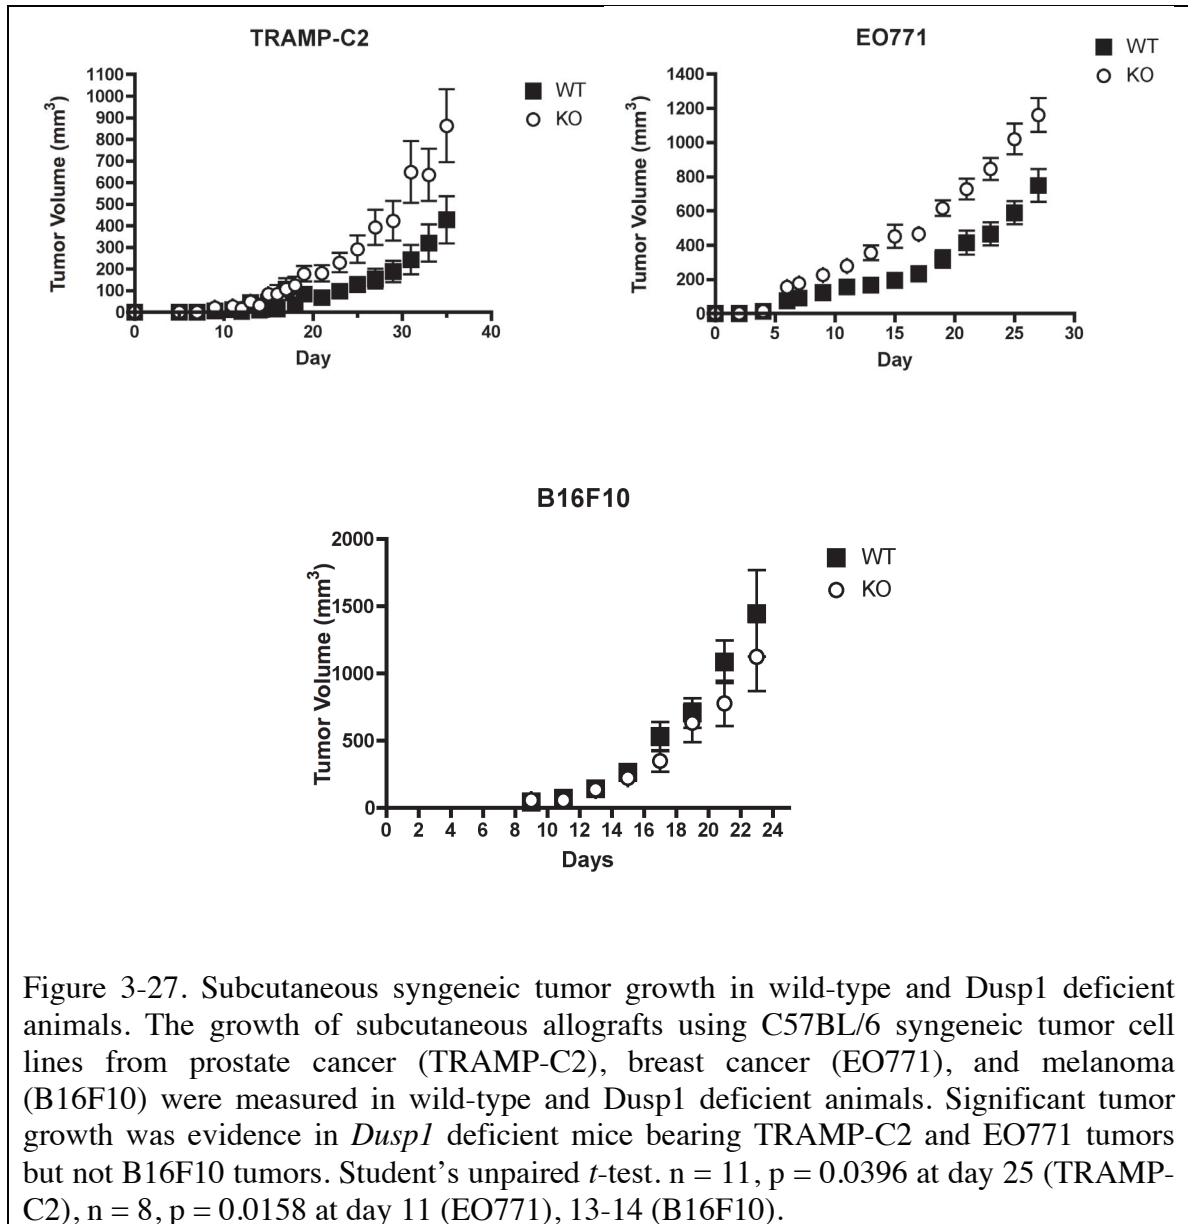 TRAMP-C2
WT
KO
Tumor Volume (mm³)
1100
1000
900
800
700
600
500
400
300
200
100
0
0 10 20 30 40
Day
EO771
WT
KO
Tumor Volume (mm³)
1400
1200
1000
800
600
400
200
0
0 5 10 15 20 25 30
Day
B16F10
WT
KO
Tumor Volume (mm³)
2000
1500
1000
500
0
0 2 4 6 8 10 12 14 16 18 20 22 24
Days
Figure 3-27. Subcutaneous syngeneic tumor growth in wild-type and Dusp1 deficient
animals. The growth of subcutaneous allografts using C57BL/6 syngeneic tumor cell
lines from prostate cancer (TRAMP-C2), breast cancer (EO771), and melanoma
(B16F10) were measured in wild-type and Dusp1 deficient animals. Significant tumor
growth was evidence in Dusp1 deficient mice bearing TRAMP-C2 and EO771 tumors
but not B16F10 tumors. Student’s unpaired t-test. n = 11, p = 0.0396 at day 25 (TRAMP-
C2), n = 8, p = 0.0158 at day 11 (EO771), 13-14 (B16F10).